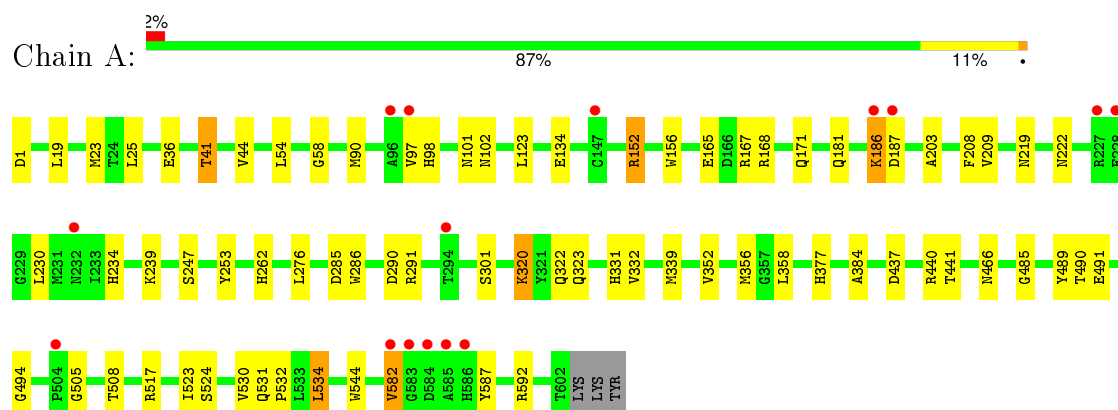 2%
Chain A:
87%
11%
D1 L19 M23 T24 L25 E36 T41 V44 L54 G58 M90 A96 V97 H98 N101 N102 L123 E134 C147 R152 W156 E165 D166 R167 R168 Q171 Q181 K186 D187 A203 F208 V209 N219 N222 R227 E228
G229 L230 M231 N232 I233 H234 K239 S247 Y253 H262 L276 D285 W286 D290 R291 T294 S301 K320 Y321 Q322 Q323 H331 V332 M339 V352 M356 G357 L358 H377 A384 D437 R440 T441 N466 G485 Y489 T490 E491
G494 P504 G505 T508 R517 I523 S524 V530 Q531 P532 L533 L534 W544 V582 G583 D584 A585 H586 Y587 R592 T602 LYS LYS TYR